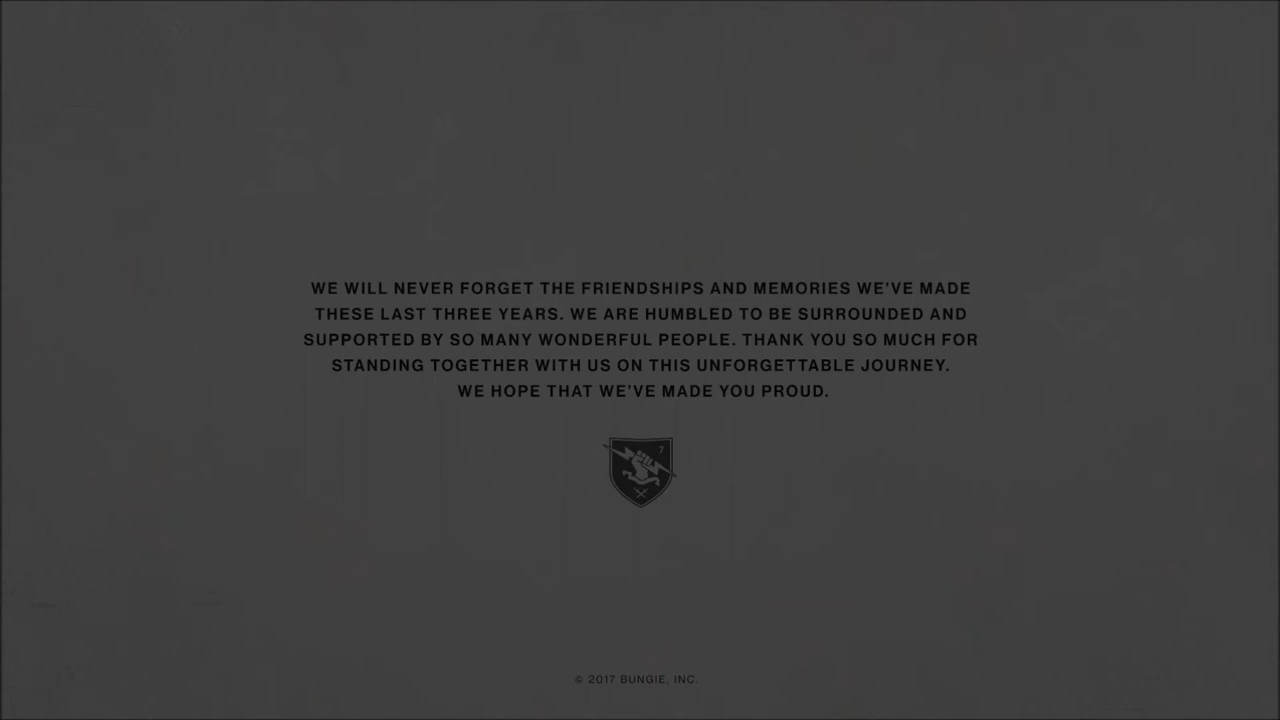 WE WILL NEVER FORGET THE FRIENDSHIPS AND MEMORIES WE'VE MADE
THESE LAST THREE YEARS. WE ARE HUMBLED TO BE SURROUNDED AND
SUPPORTED BY SO MANY WONDERFUL PEOPLE. THANK YOU SO MUCH FOR
STANDING TOGETHER WITH US ON THIS UNFORGETTABLE JOURNEY.
WE HOPE THAT WE'VE MADE YOU PROUD.
7
© 2017 BUNGIE, INC.